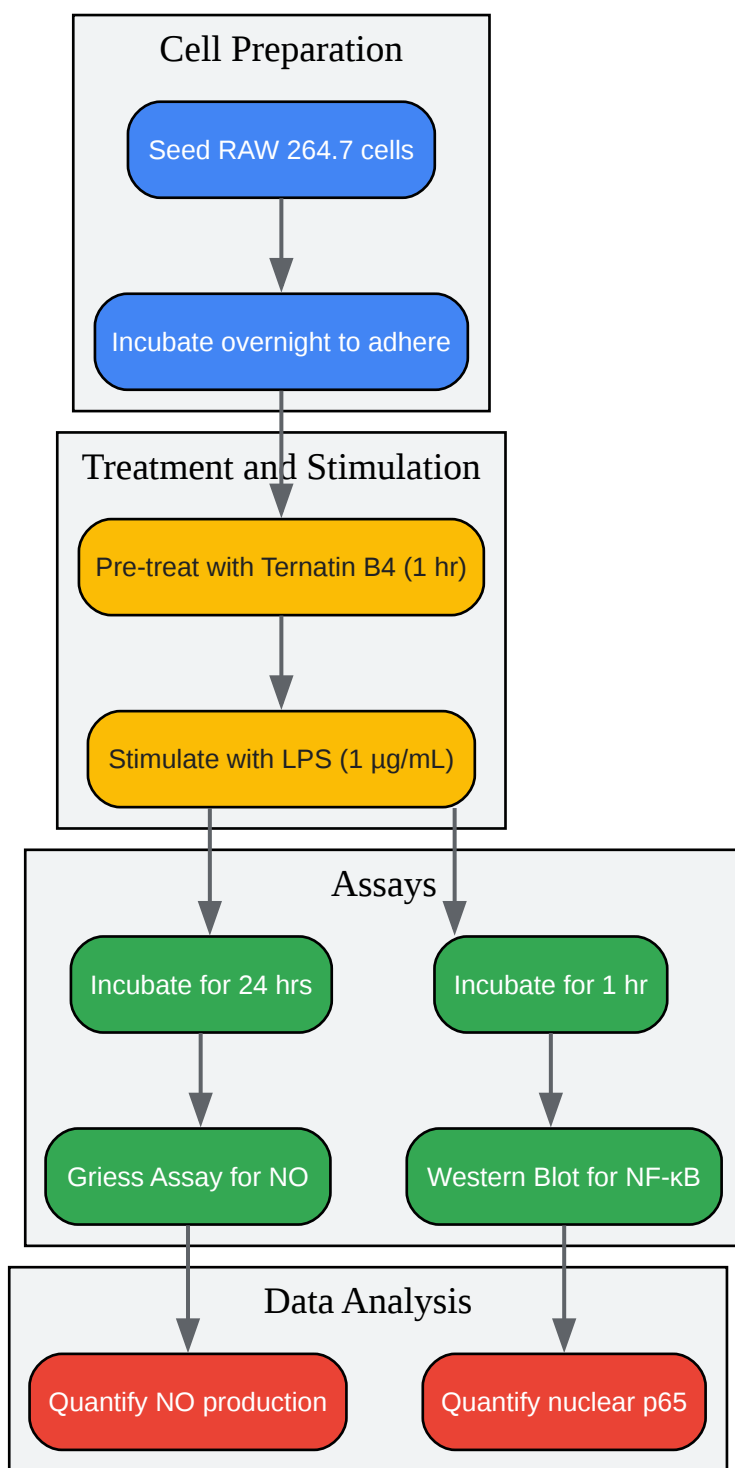 Cell Preparation
Seed RAW 264.7 cells
Incubate overnight to adhere
Treatment and Stimulation
Pre-treat with Ternatin B4 (1 hr)
Stimulate with LPS (1 µg/mL)
Assays
Incubate for 24 hrs
Incubate for 1 hr
Griess Assay for NO
Western Blot for NF-κB
Data Analysis
Quantify NO production
Quantify nuclear p65